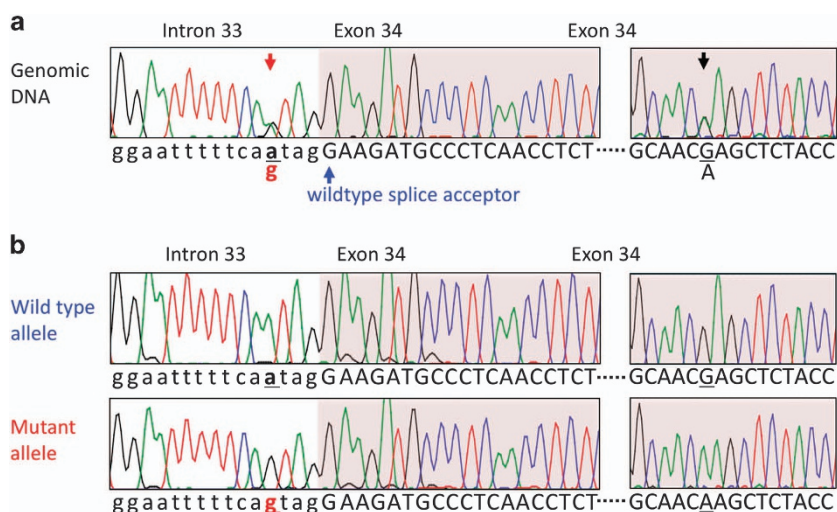 a
Intron 33 Exon 34 Exon 34
Genomic DNA
ggaatttttcaatagGAAGATGCCCTCAACCTCT·····GCAACGAGCTCTACC
g A
wildtype splice acceptor
b
Intron 33 Exon 34 Exon 34
Wild type allele
ggaatttttcaatagGAAGATGCCCTCAACCTCT·····GCAACGAGCTCTACC
Mutant allele
ggaatttttcagtagGAAGATGCCCTCAACCTCT·····GCAACAAGCTCTACC